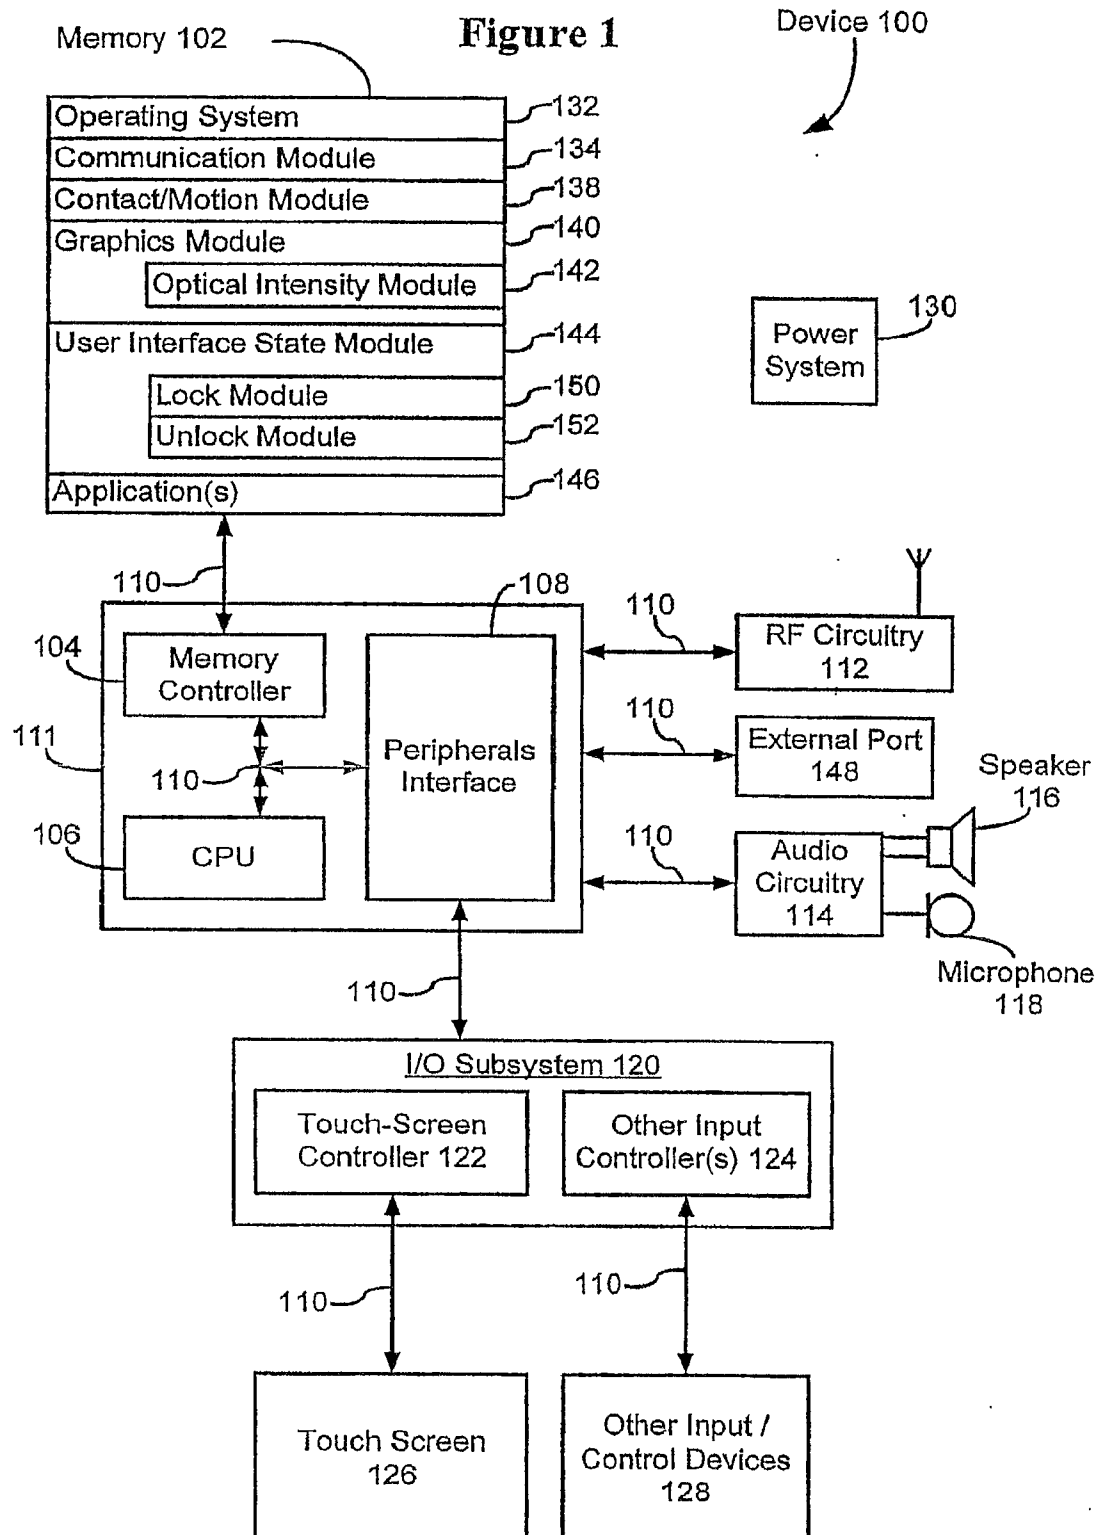 Figure 1
Memory 102
Device 100
Operating System
132
Communication Module
134
Contact/Motion Module
138
Graphics Module
140
Optical Intensity Module
142
User Interface State Module
144
Lock Module
150
Unlock Module
152
Application(s)
146
Power
System
130
110
108
104
Memory
Controller
111
110
106
CPU
Peripherals
Interface
110
RF Circuitry
112
110
External Port
148
110
Audio
Circuitry
114
Speaker
116
Microphone
118
110
I/O Subsystem 120
Touch-Screen
Controller 122
Other Input
Controller(s) 124
110
110
Touch Screen
126
Other Input /
Control Devices
128